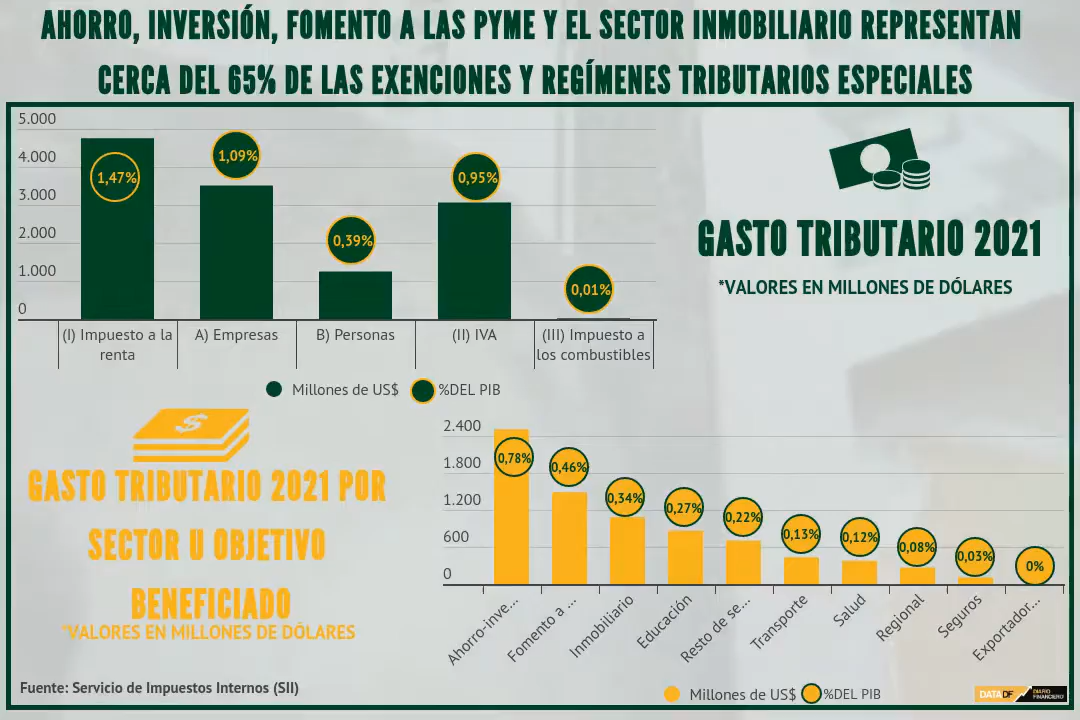 AHORRO, INVERSIÓN, FOMENTO A LAS PYME Y EL SECTOR INMOBILIARIO REPRESENTAN
CERCA DEL 65% DE LAS EXENCIONES Y REGÍMENES TRIBUTARIOS ESPECIALES
5.000
4.000
3.000
2.000
1.000
0
1,47%
1,09%
0,39%
0,95%
0,01%
(I) Impuesto a la
renta
A) Empresas
B) Personas
(II) IVA
(III) Impuesto a
los combustibles
Millones de US$
%DEL PIB
GASTO TRIBUTARIO 2021
*VALORES EN MILLONES DE DÓLARES
$
GASTO TRIBUTARIO 2021 POR
SECTOR U OBJETIVO
BENEFICIADO
*VALORES EN MILLONES DE DÓLARES
2.400
1.800
1.200
600
0
0,78%
0,46%
0,34%
0,27%
0,22%
0,13%
0,12%
0,08%
0,03%
0%
Ahorro-inve...
Fomento a ...
Inmobiliario
Educación
Resto de se...
Transporte
Salud
Regional
Seguros
Exportador...
Millones de US$
%DEL PIB
Fuente: Servicio de Impuestos Internos (SII)
DATADF
DIARIO
FINANCIERO